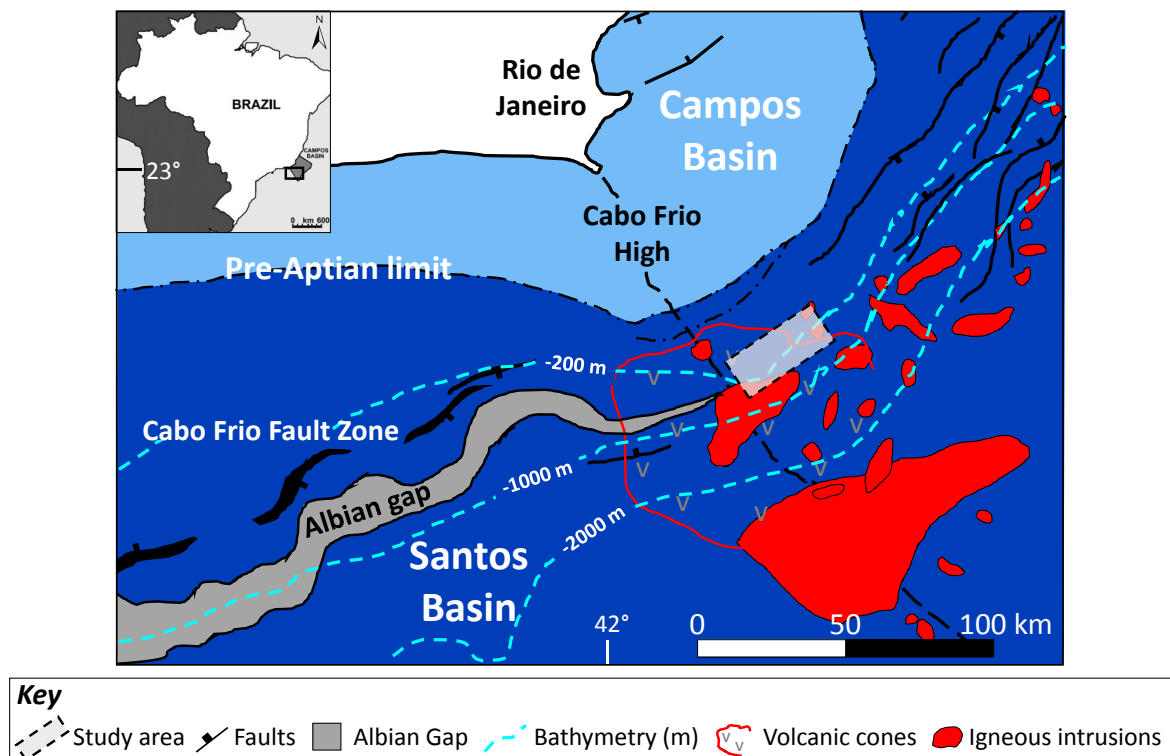 N
BRAZIL
CAMPOS
BASIN
23°
0 km 600
Rio de
Janeiro
Campos
Basin
Cabo Frio
High
Pre-Aptian limit
-200 m
Cabo Frio Fault Zone
-1000 m
Albian gap
-2000 m
Santos
Basin
42°
0 50 100 km
V
V
V
V
V
V
V
V
V
V
Key
Study area Faults Albian Gap Bathymetry (m) V V V Volcanic cones Igneous intrusions